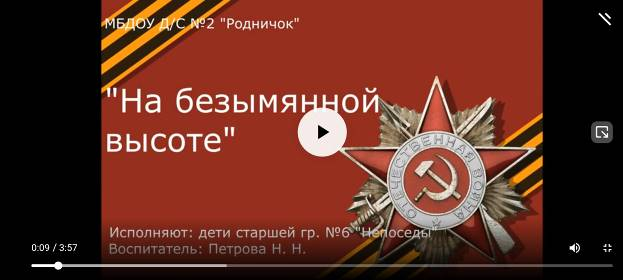 МБДОУ Д/С №2 "Родничок"
"На безымянной
высоте"
ОТЕЧЕСТВЕННАЯ ВОЙНА
Исполняют: дети старшей гр. №6 "Непоседы"
Воспитатель: Петрова Н. Н.
0:09 / 3:57